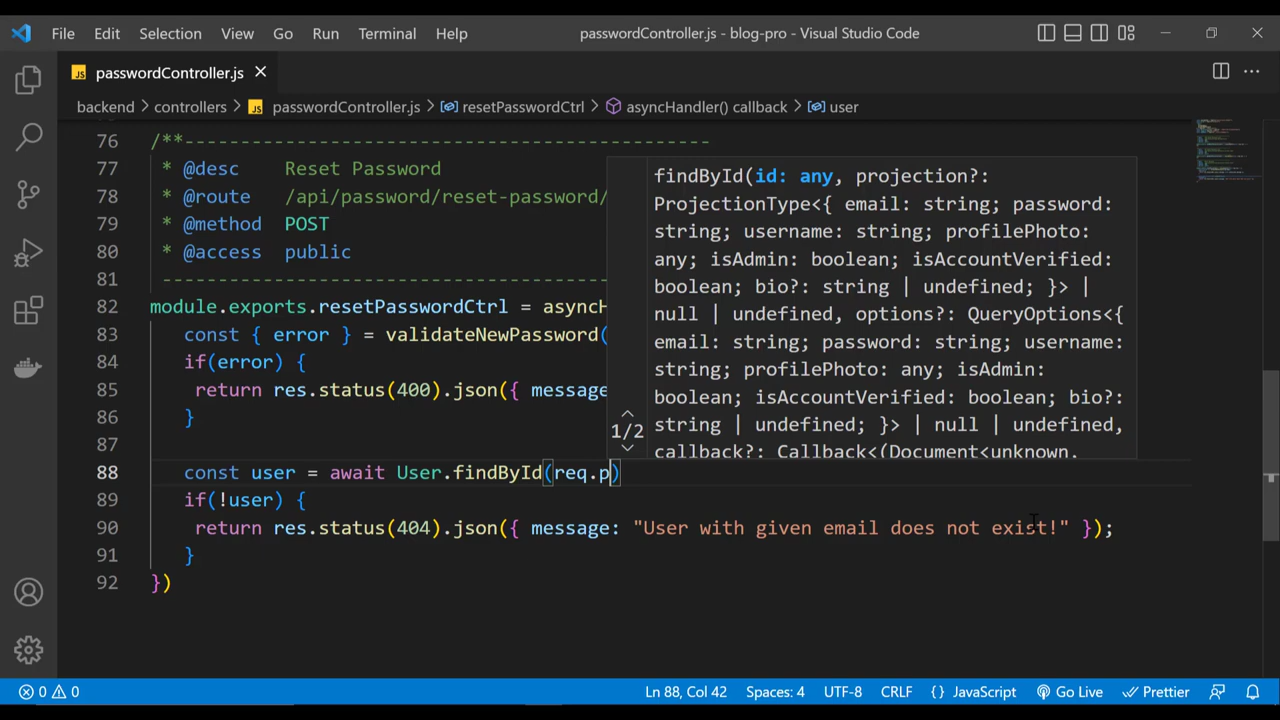 File Edit Selection View Go Run Terminal Help passwordController.js - blog-pro - Visual Studio Code
JS passwordController.js
backend > controllers > JS passwordController.js > resetPasswordCtrl > asyncHandler() callback > user
76 /**-----------------------------------------------
77 * @desc Reset Password
78 * @route /api/password/reset-password/
79 * @method POST
80 * @access public
81 ------------------------------------------
82 module.exports.resetPasswordCtrl = asyncH
83 const { error } = validateNewPassword(
84 if(error) {
85 return res.status(400).json({ message
86 }
87
findById(id: any, projection?:
ProjectionType<{ email: string; password:
string; username: string; profilePhoto:
any; isAdmin: boolean; isAccountVerified:
boolean; bio?: string | undefined; }> |
null | undefined, options?: QueryOptions<{
email: string; password: string; username:
string; profilePhoto: any; isAdmin:
boolean; isAccountVerified: boolean; bio?:
string | undefined; }> | null | undefined,
callback?: Callback<(Document<unknown,
1/2
88 const user = await User.findById(req.p)
89 if(!user) {
90 return res.status(404).json({ message: "User with given email does not exist!" });
91 }
92 })
0 0 Ln 88, Col 42 Spaces: 4 UTF-8 CRLF {} JavaScript Go Live Prettier